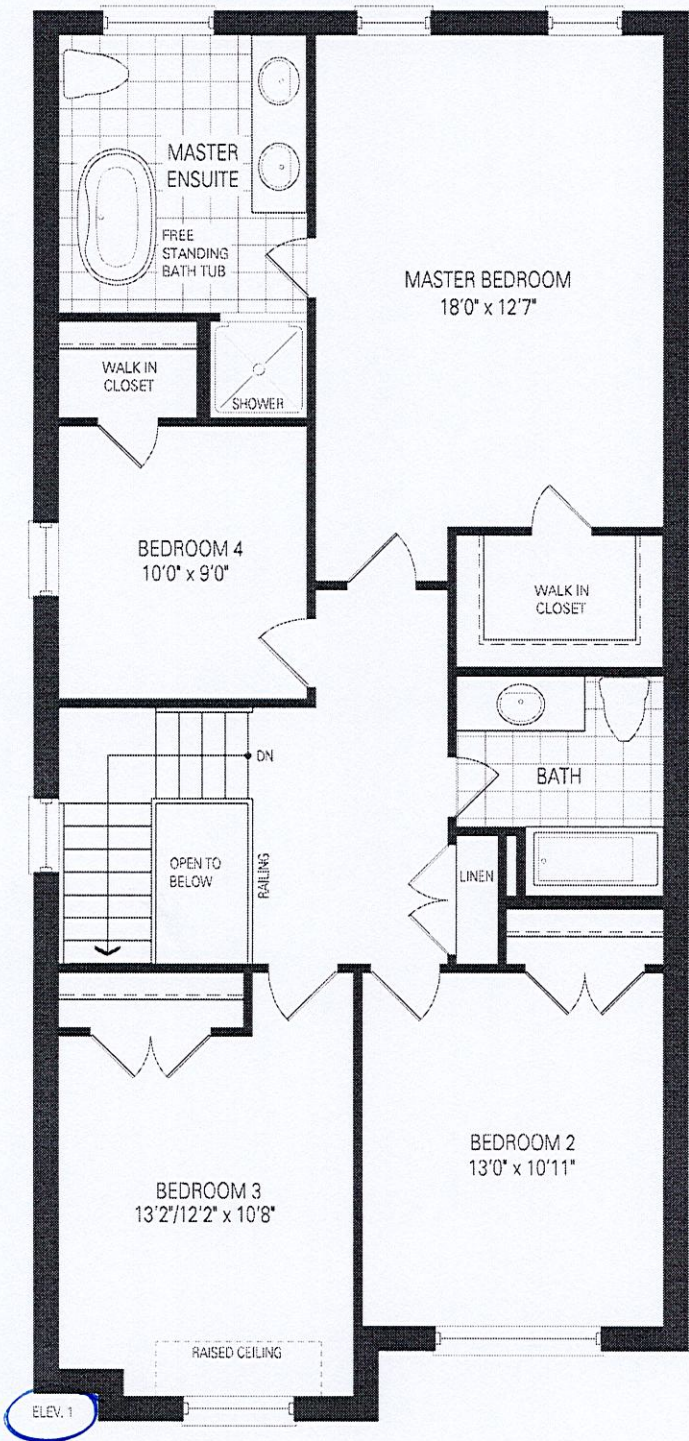 MASTER
ENSUITE
FREE
STANDING
BATH TUB
MASTER BEDROOM
18'0" x 12'7"
WALK IN
CLOSET
SHOWER
BEDROOM 4
10'0" x 9'0"
WALK IN
CLOSET
DN
BATH
OPEN TO
BELOW
RAILING
LINEN
BEDROOM 2
13'0" x 10'11"
BEDROOM 3
13'2"/12'2" x 10'8"
RAISED CEILING
ELEV. 1